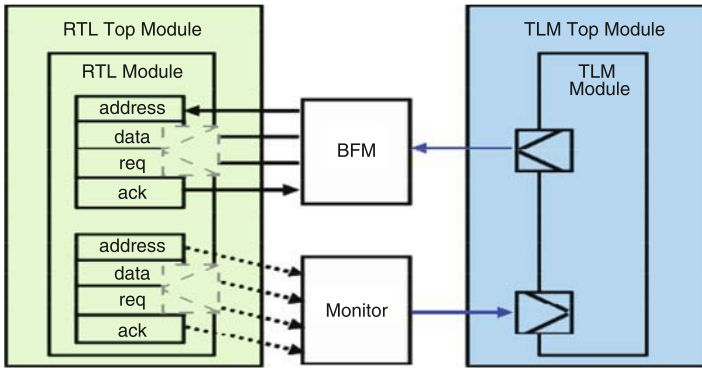 RTL Top Module
RTL Module
address
data
req
ack
address
data
req
ack
BFM
Monitor
TLM Top Module
TLM
Module